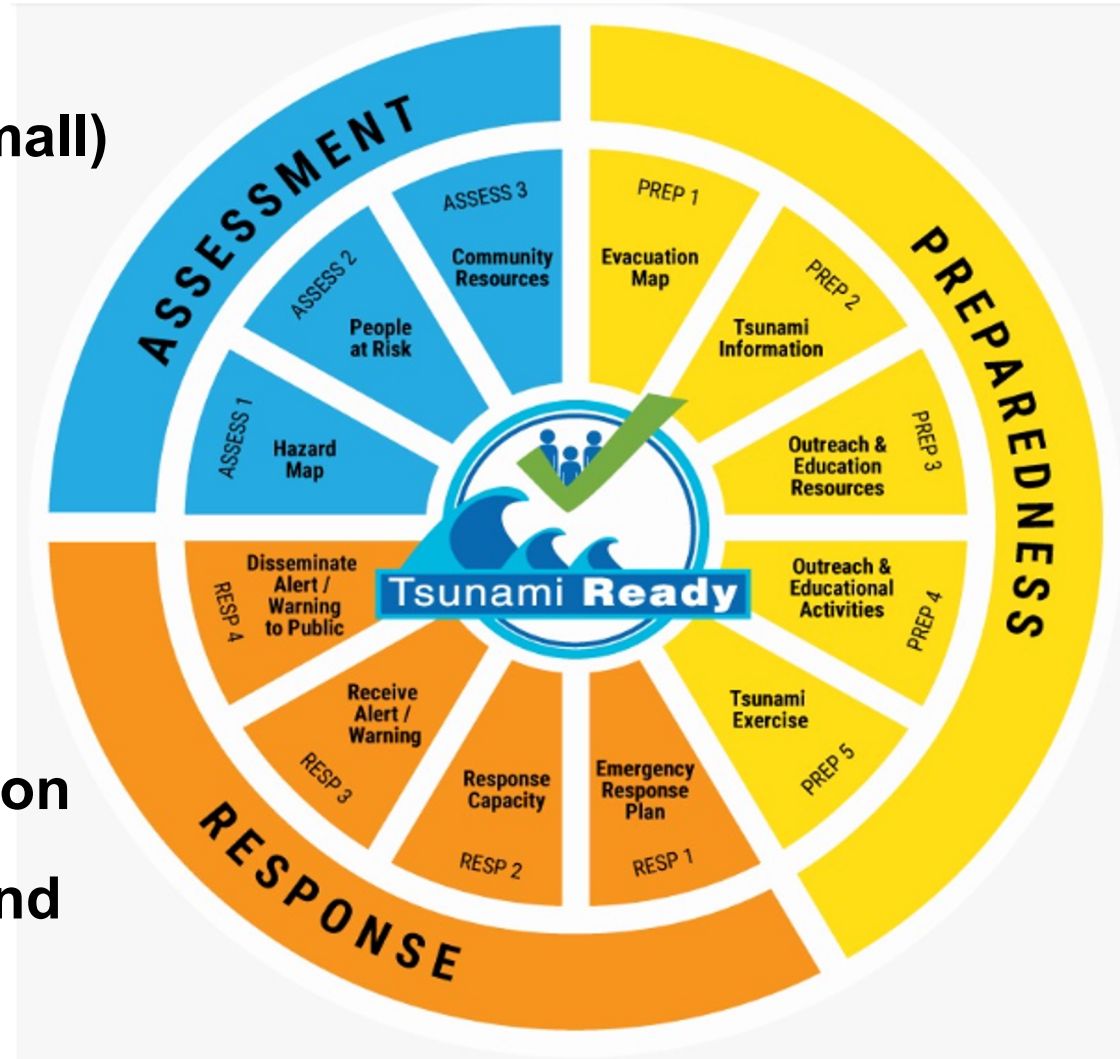 mall)
on
nd
ASSESSMENT
ASSESS 1
Hazard
Map
ASSESS 2
People
at Risk
ASSESS 3
Community
Resources
PREPAREDNESS
PREP 1
Evacuation
Map
PREP 2
Tsunami
Information
PREP 3
Outreach &
Education
Resources
PREP 4
Outreach &
Educational
Activities
PREP 5
Tsunami
Exercise
RESPONSE
RESP 1
Emergency
Response
Plan
RESP 2
Response
Capacity
RESP 3
Receive
Alert /
Warning
RESP 4
Disseminate
Alert /
Warning
to Public
Tsunami Ready